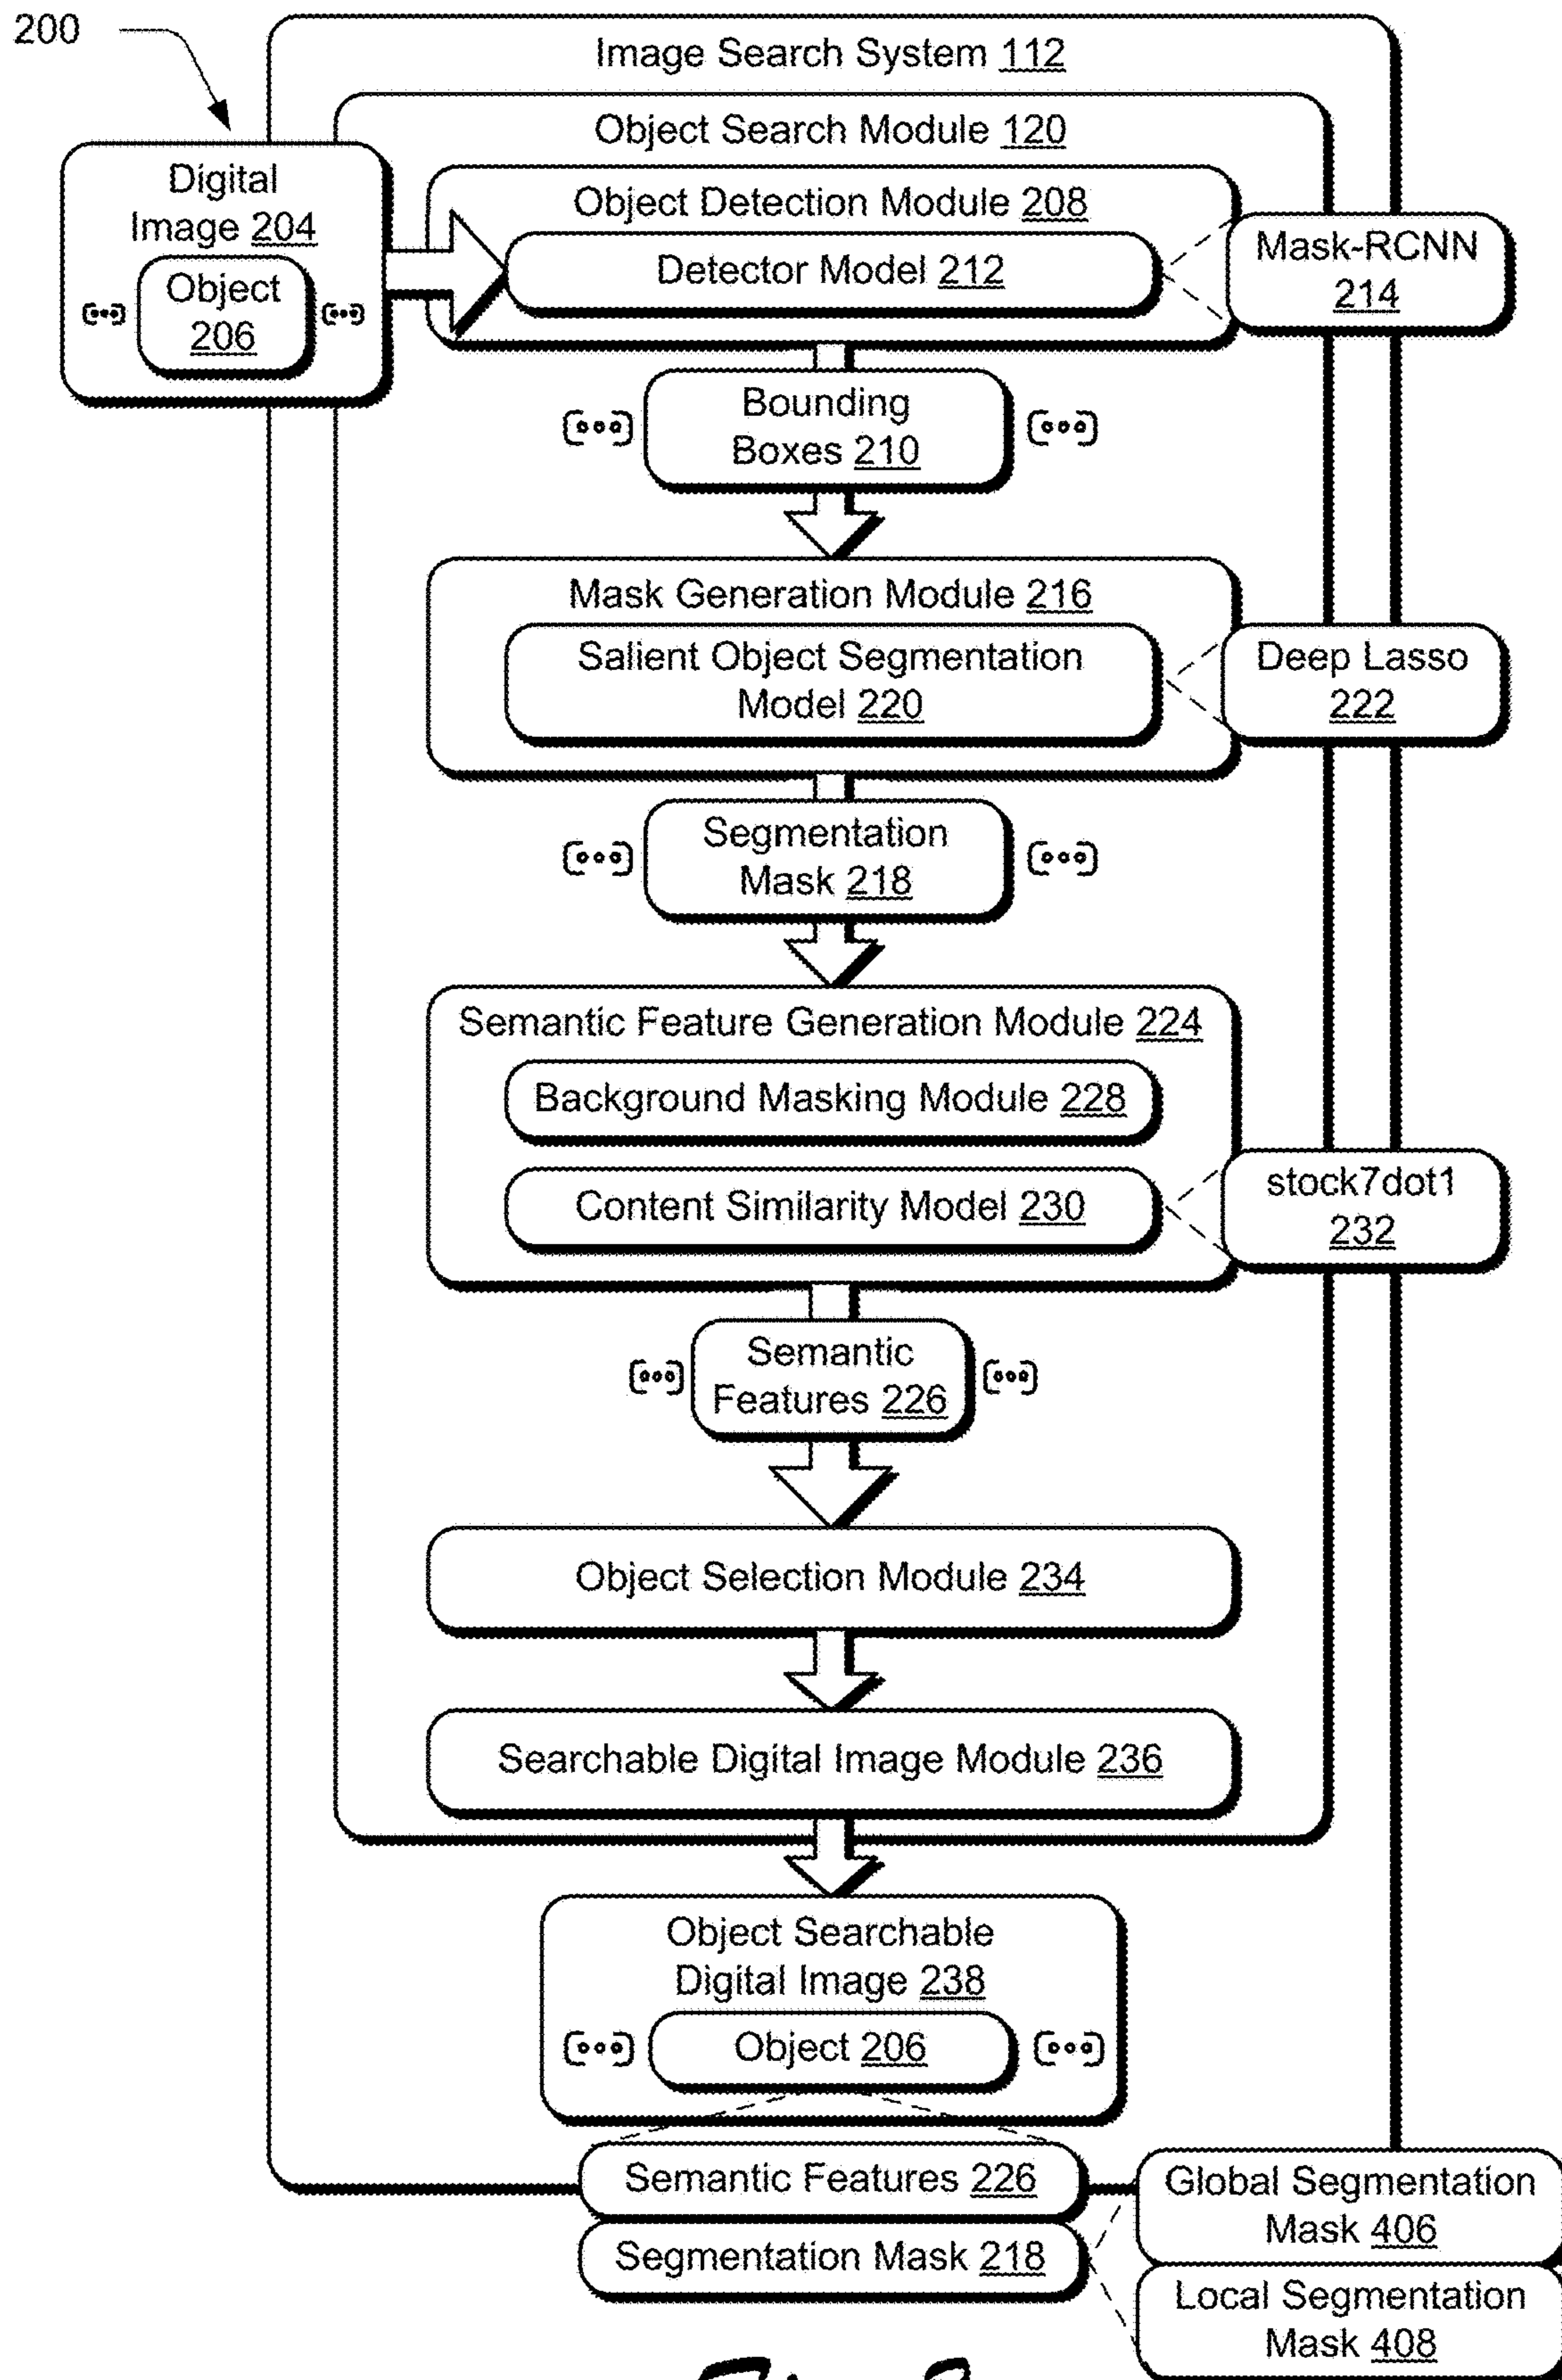 200
Image Search System 112
Object Search Module 120
Digital
Image 204
Object
206
Object Detection Module 208
Detector Model 212
Mask-RCNN
214
Bounding
Boxes 210
Mask Generation Module 216
Salient Object Segmentation
Model 220
Deep Lasso
222
Segmentation
Mask 218
Semantic Feature Generation Module 224
Background Masking Module 228
Content Similarity Model 230
stock7dot1
232
Semantic
Features 226
Object Selection Module 234
Searchable Digital Image Module 236
Object Searchable
Digital Image 238
Object 206
Semantic Features 226
Segmentation Mask 218
Global Segmentation
Mask 406
Local Segmentation
Mask 408